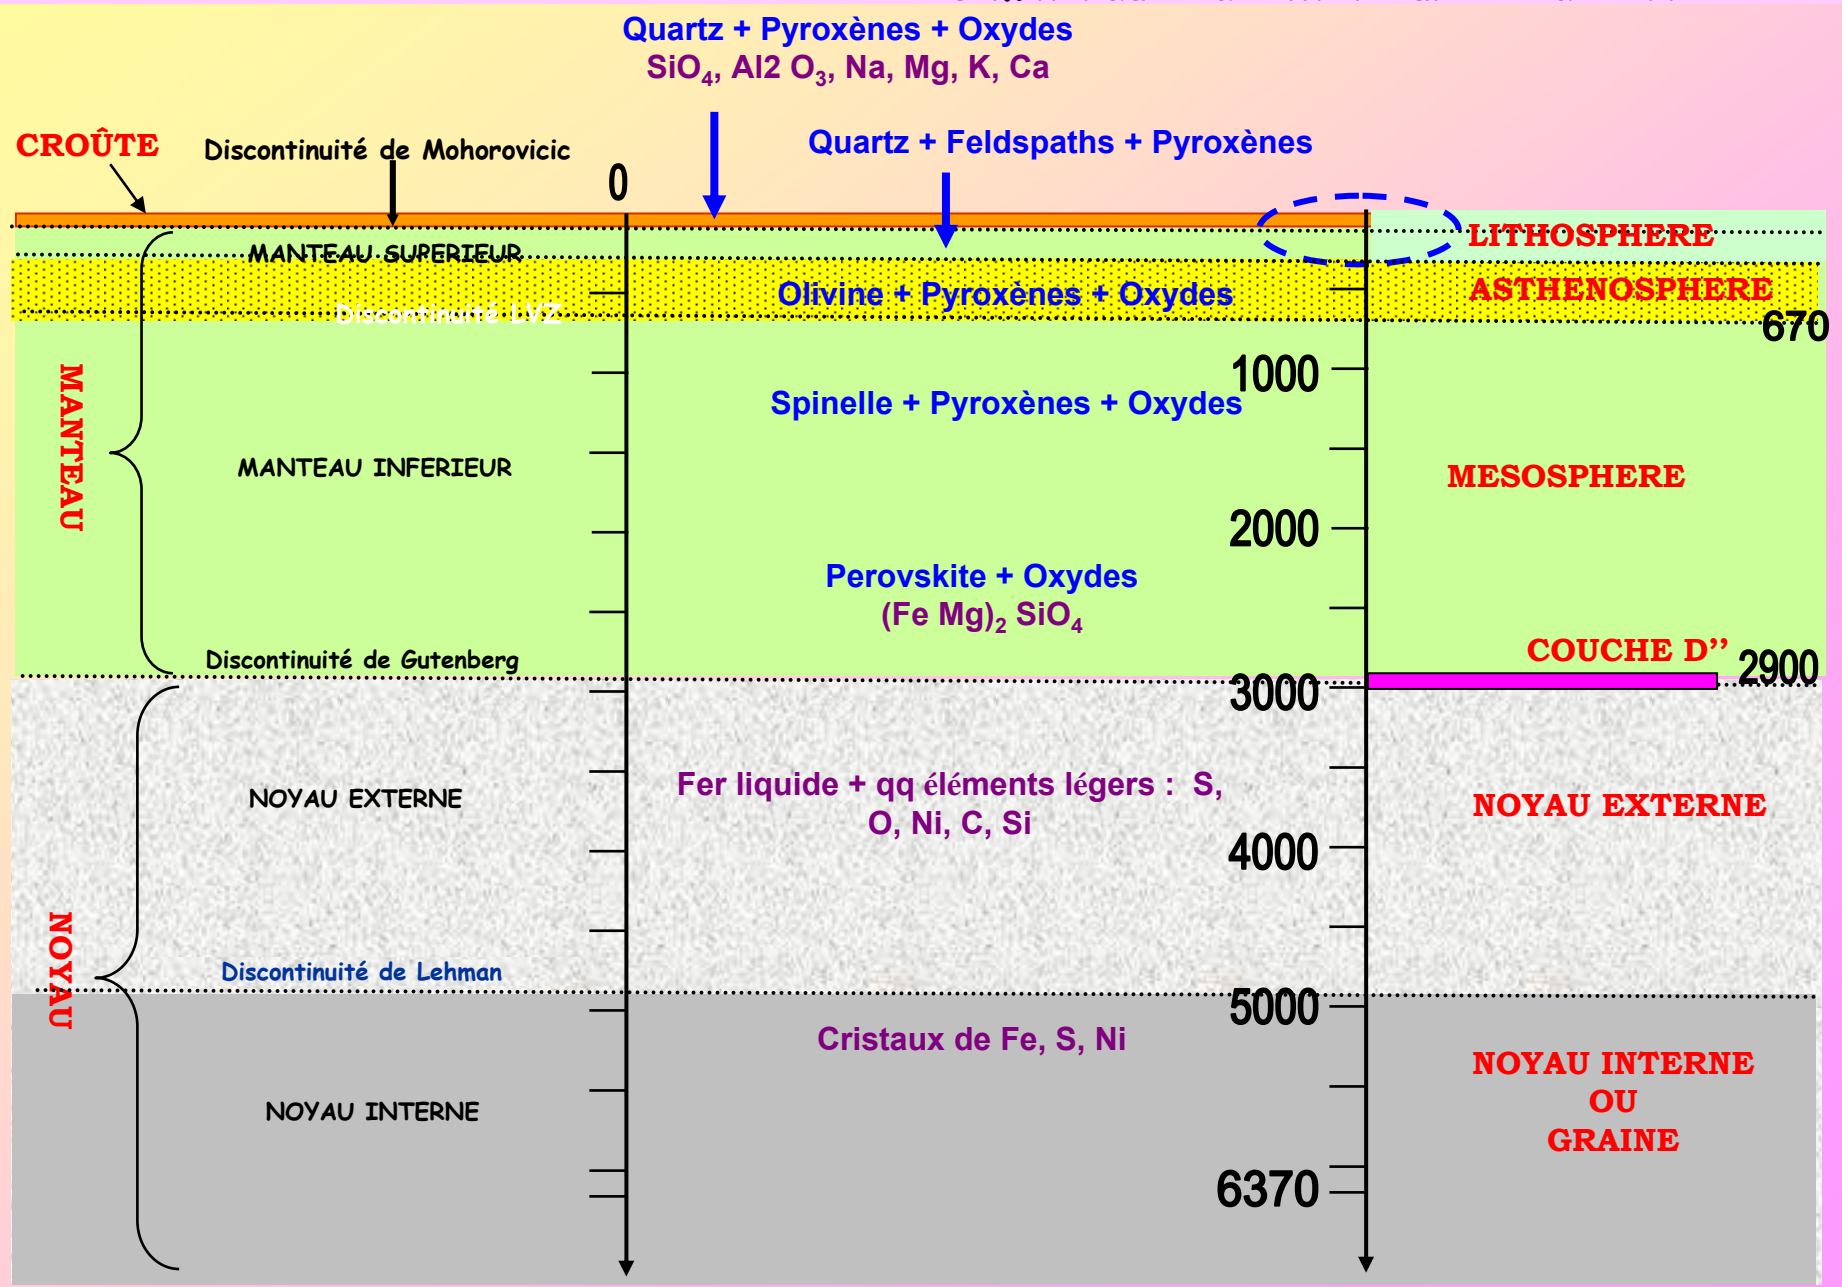 Quartz + Pyroxènes + Oxydes
SiO₄, Al2 O₃, Na, Mg, K, Ca
CROÛTE
Discontinuité de Mohorovicic
Quartz + Feldspaths + Pyroxènes
0
MANTEAU SUPERIEUR
LITHOSPHERE
Olivine + Pyroxènes + Oxydes
ASTHENOSPHERE
Discontinuité LVZ
670
MANTEAU
1000
Spinelle + Pyroxènes + Oxydes
MANTEAU INFERIEUR
MESOSPHERE
2000
Perovskite + Oxydes
(Fe Mg)₂ SiO₄
Discontinuité de Gutenberg
COUCHE D’’
2900
3000
NOYAU EXTERNE
Fer liquide + qq éléments légers : S,
O, Ni, C, Si
NOYAU EXTERNE
4000
NOYAU
Discontinuité de Lehman
5000
Cristaux de Fe, S, Ni
NOYAU INTERNE
NOYAU INTERNE
OU
GRAINE
6370